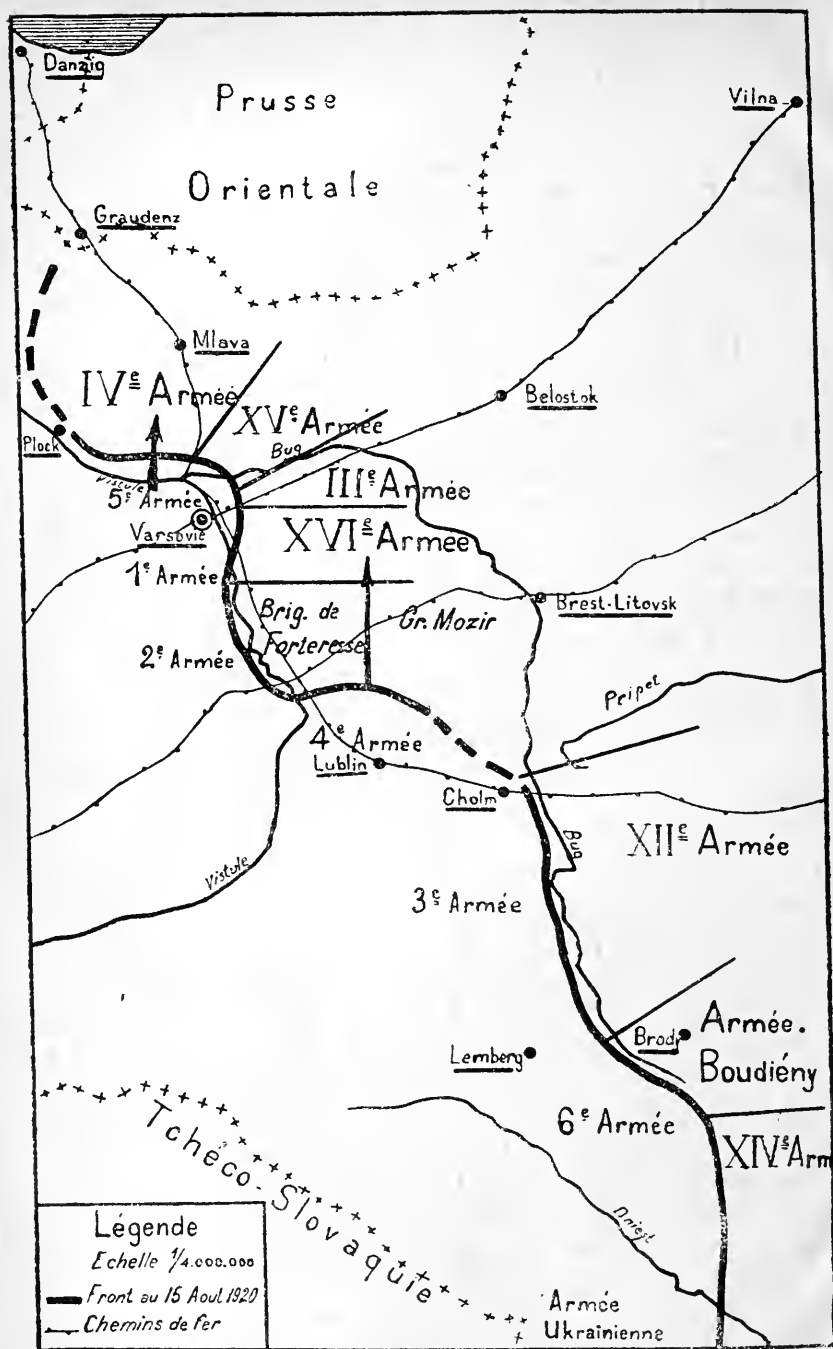 Danzig
Prusse
Orientale
Vilna
Graudenz
Mlava
IVᵉ Armée
XVᵉ Armée
Belostok
Plock
Bug
Vistule
5ᵉ Armée
IIIᵉ Armée
Varsovie
XVIᵉ Armée
1ᵉ Armée
Brig. de
Forteresse
Gr. Mozir
Brest-Litovsk
2ᵉ Armée
Pripet
4ᵉ Armée
Lublin
Cholm
Bug
XIIᵉ Armée
Vistule
3ᵉ Armée
Armée.
Boudiény
Brody
Lemberg
6ᵉ Armée
XIVᵉ Arm
Tchéco-Slovaquie
Dniest
Légende
Echelle 1/4.000.000
Front au 15 Aout 1920
Chemins de fer
Armée
Ukrainienne